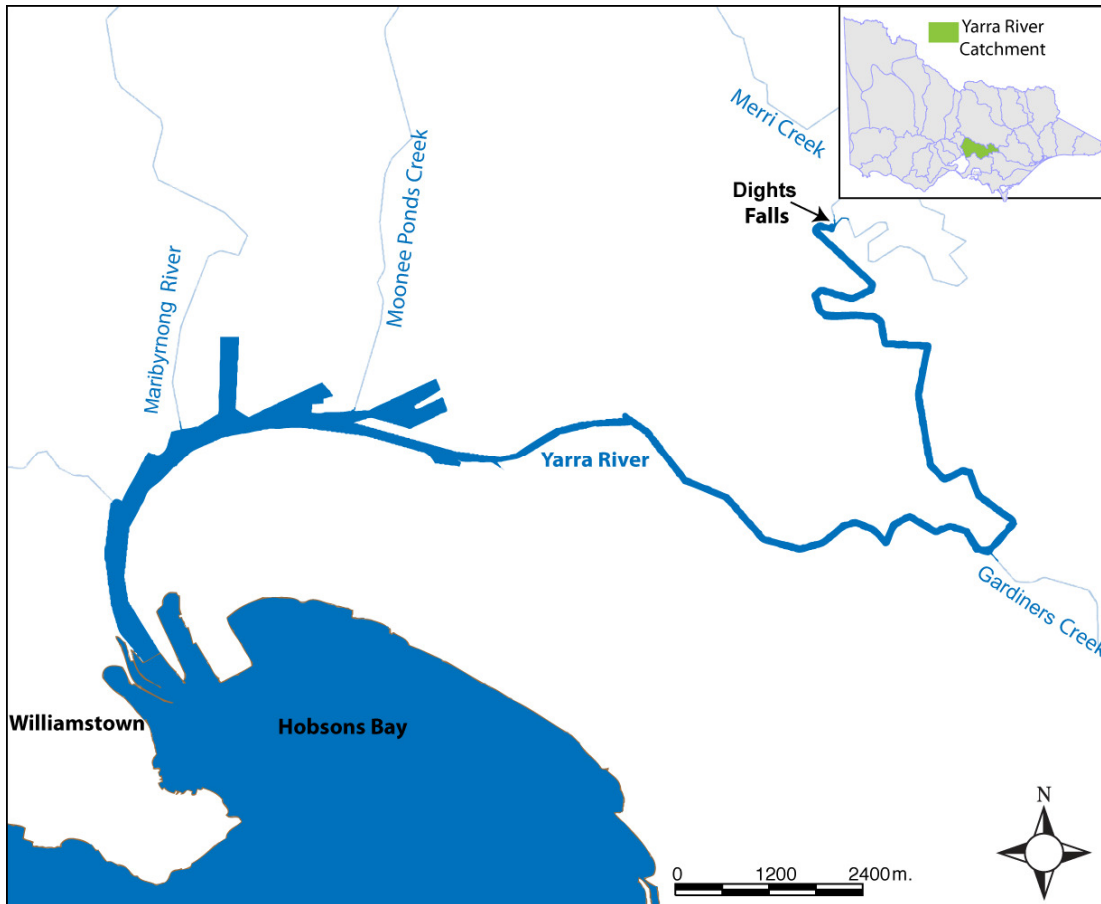 Yarra River
Catchment
Merri Creek
Dights
Falls
Moonee Ponds Creek
Maribyrnong River
Yarra River
Gardiners Creek
Williamstown
Hobsons Bay
N
0 1200 2400m.